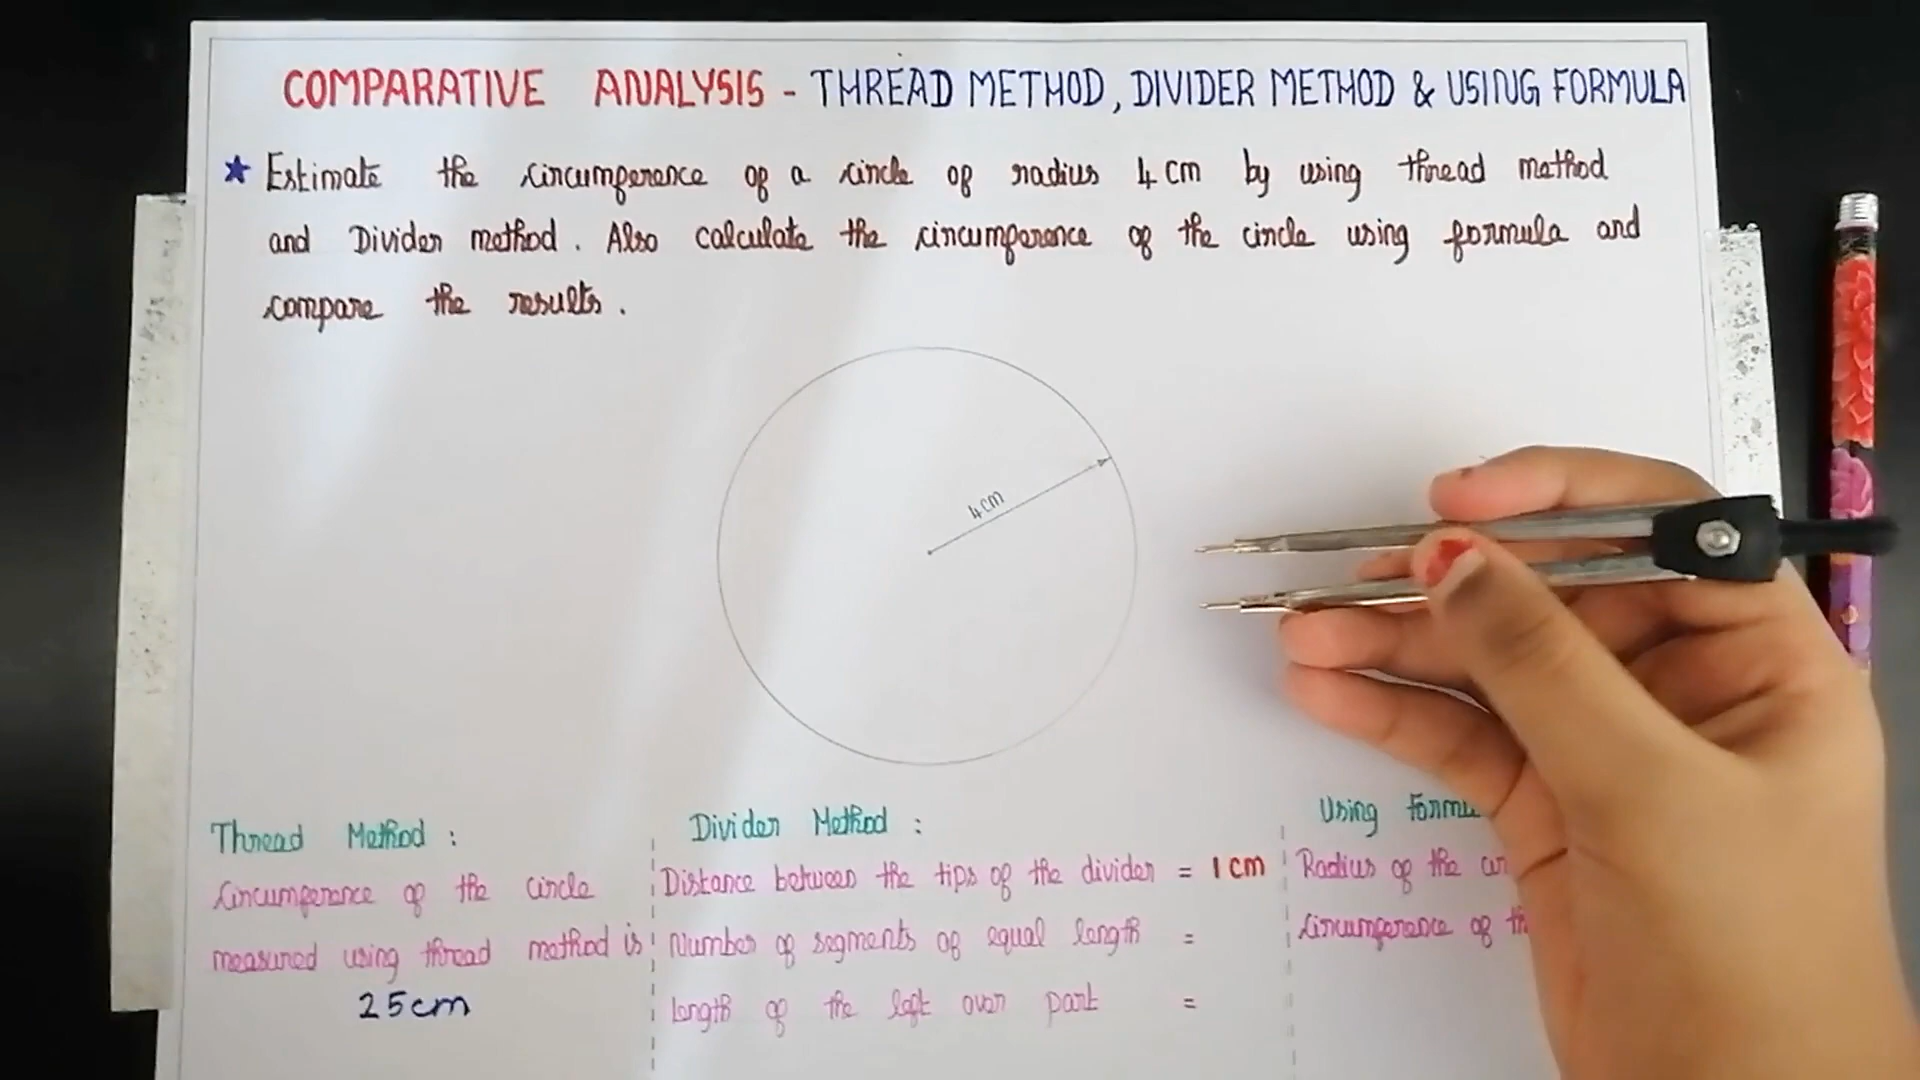 COMPARATIVE ANALYSIS - THREAD METHOD, DIVIDER METHOD & USING FORMULA
★ Estimate the circumference of a circle of radius 4 cm by using thread method
and Divider method. Also calculate the circumference of the circle using formula and
compare the results.
4 cm
Thread Method :
Circumference of the circle
measured using thread method is
25cm
Divider Method :
Distance between the tips of the divider = 1 cm
Number of segments of equal length =
length of the left over part =
Using
Radius of the
Circumference of